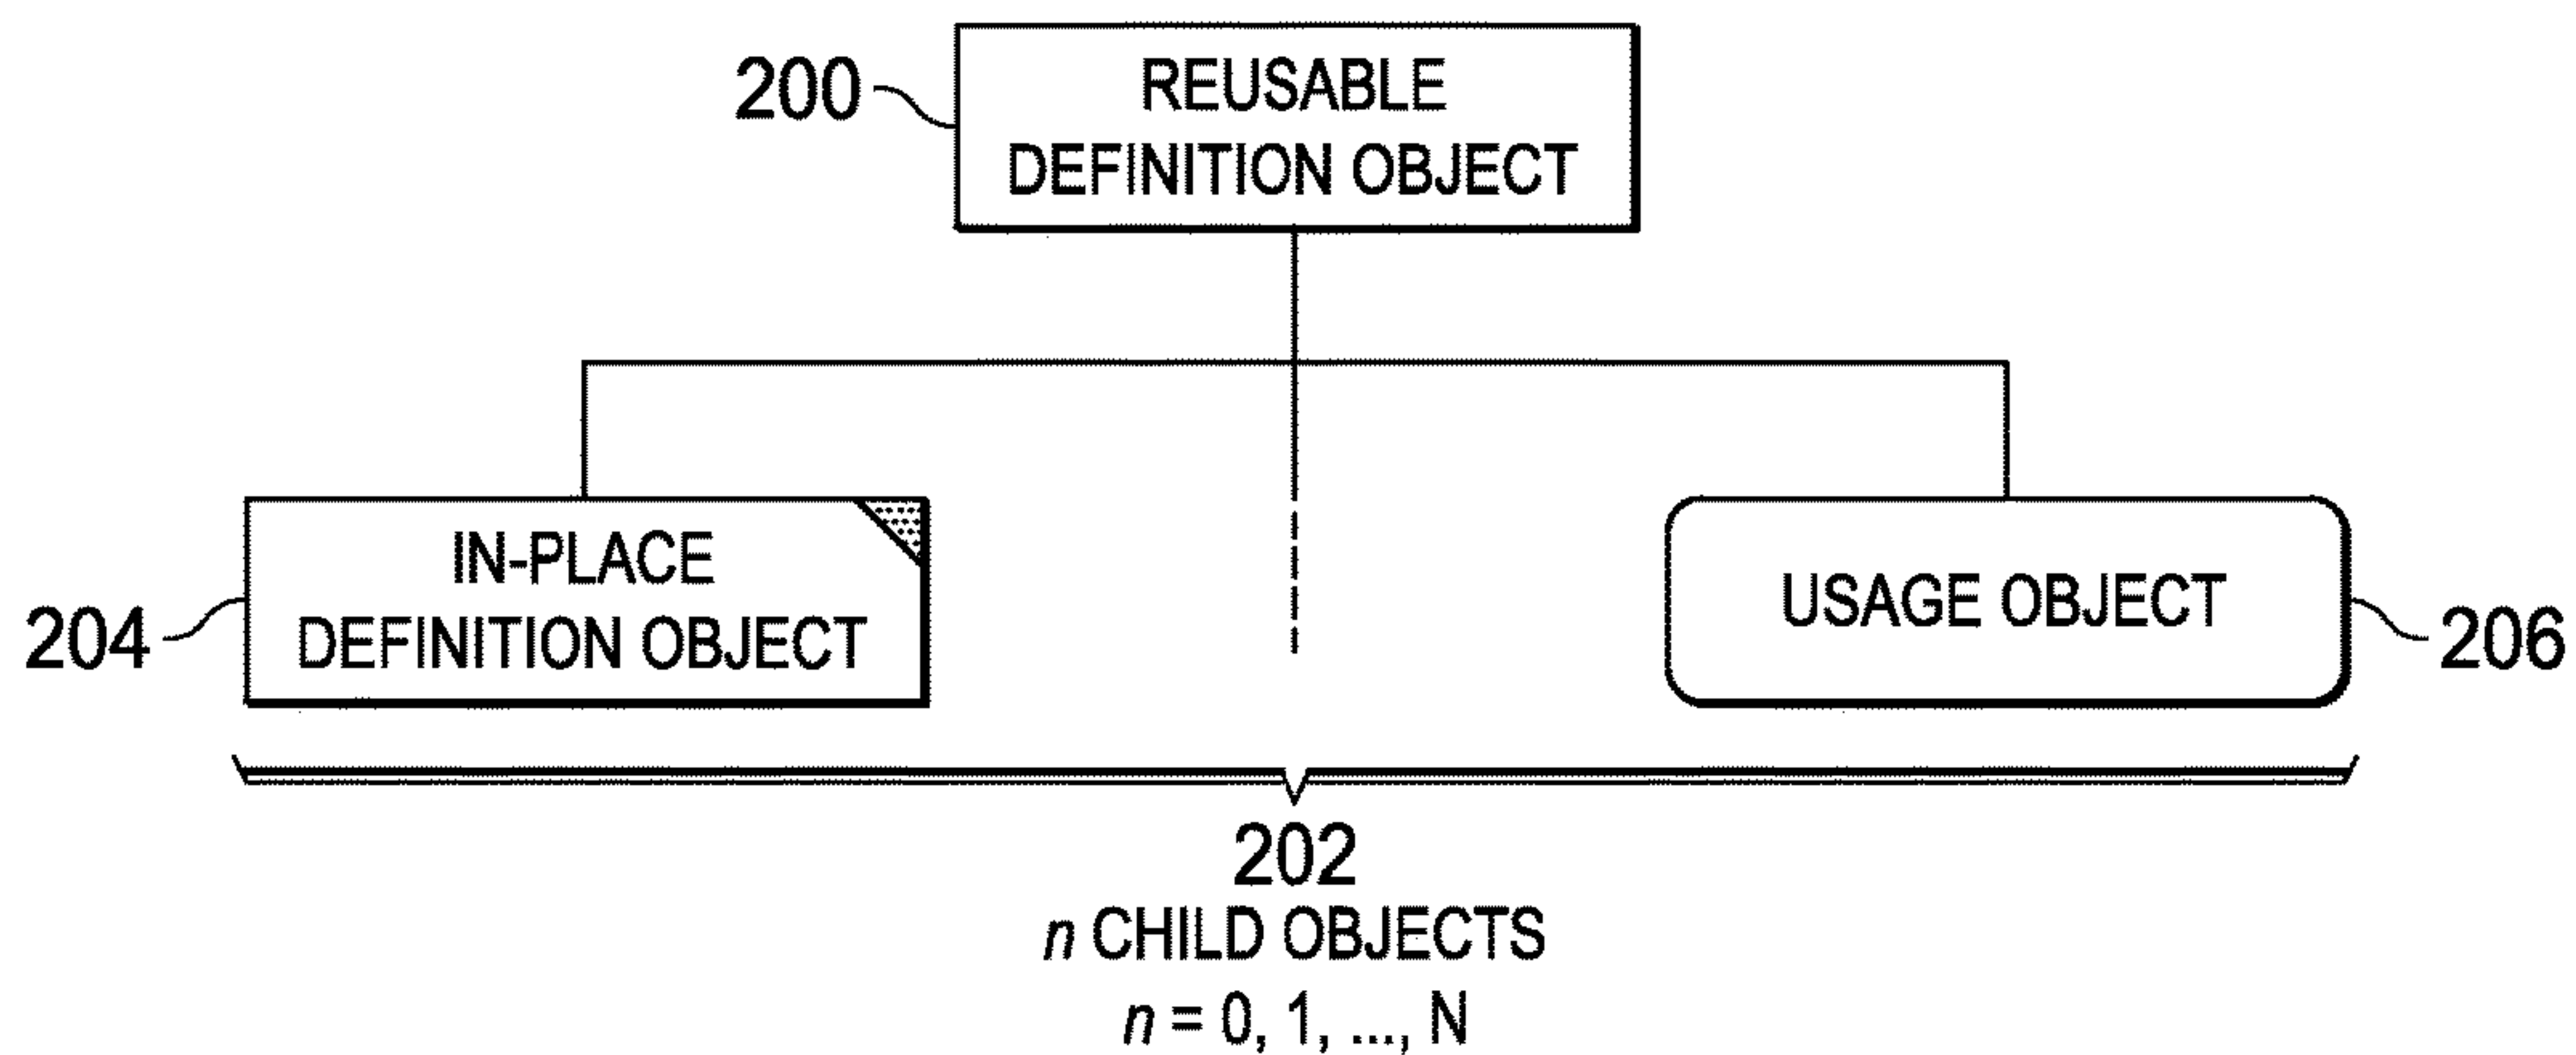 200
REUSABLE
DEFINITION OBJECT
204
IN-PLACE
DEFINITION OBJECT
USAGE OBJECT
206
202
n CHILD OBJECTS
n = 0, 1, ..., N